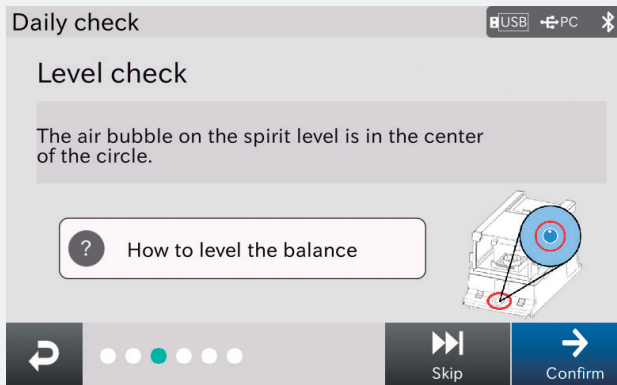 Daily check
USB PC
Level check
The air bubble on the spirit level is in the center
of the circle.
? How to level the balance
Skip
Confirm